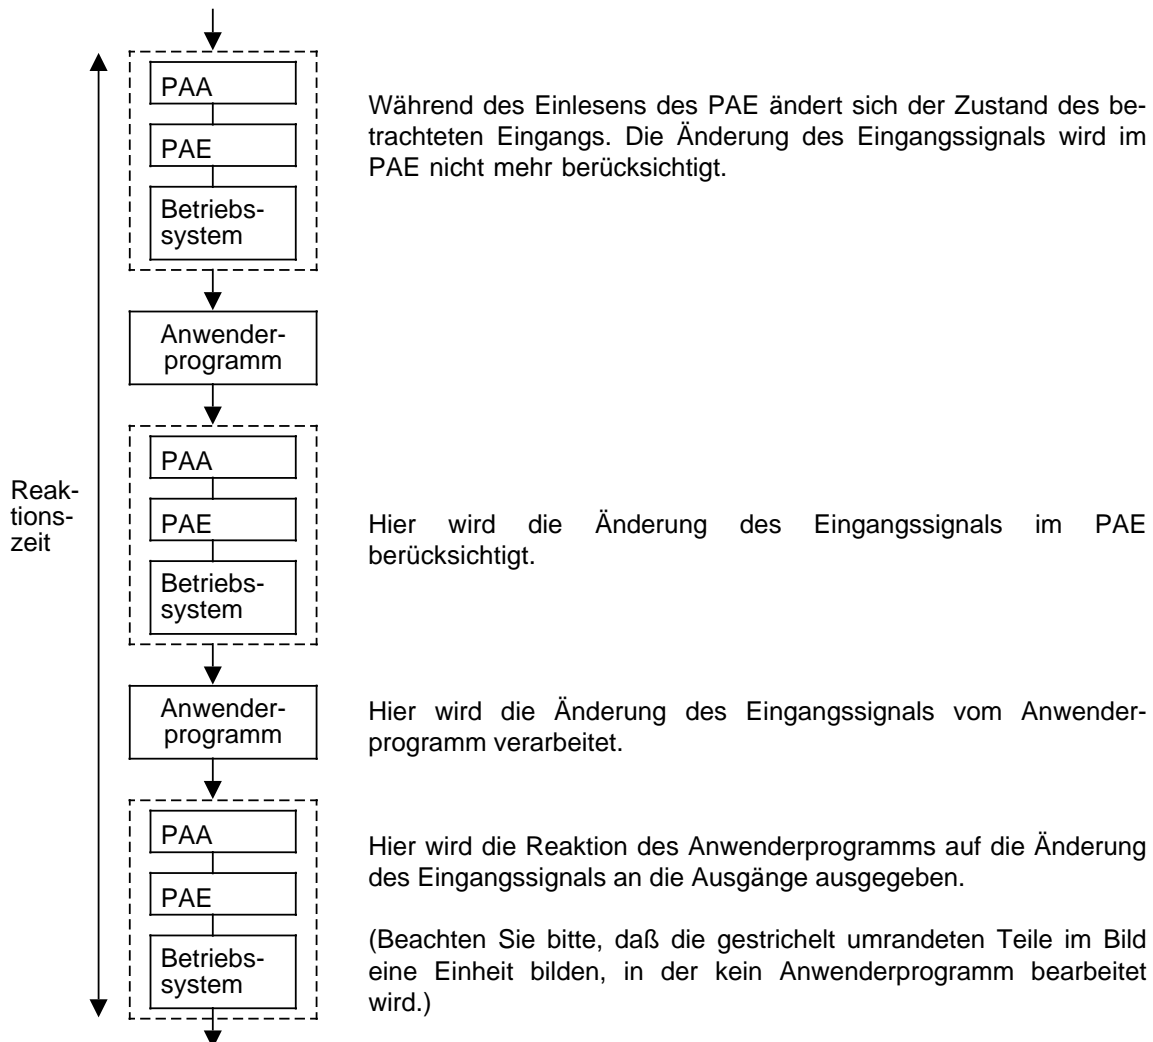 PAA
PAE
Betriebs-
system
Während des Einlesens des PAE ändert sich der Zustand des be-
trachteten Eingangs. Die Änderung des Eingangssignals wird im
PAE nicht mehr berücksichtigt.
Anwender-
programm
Reak-
tions-
zeit
PAA
PAE
Betriebs-
system
Hier wird die Änderung des Eingangssignals im PAE
berücksichtigt.
Anwender-
programm
Hier wird die Änderung des Eingangssignals vom Anwender-
programm verarbeitet.
PAA
PAE
Betriebs-
system
Hier wird die Reaktion des Anwenderprogramms auf die Änderung
des Eingangssignals an die Ausgänge ausgegeben.
(Beachten Sie bitte, daß die gestrichelt umrandeten Teile im Bild
eine Einheit bilden, in der kein Anwenderprogramm bearbeitet
wird.)